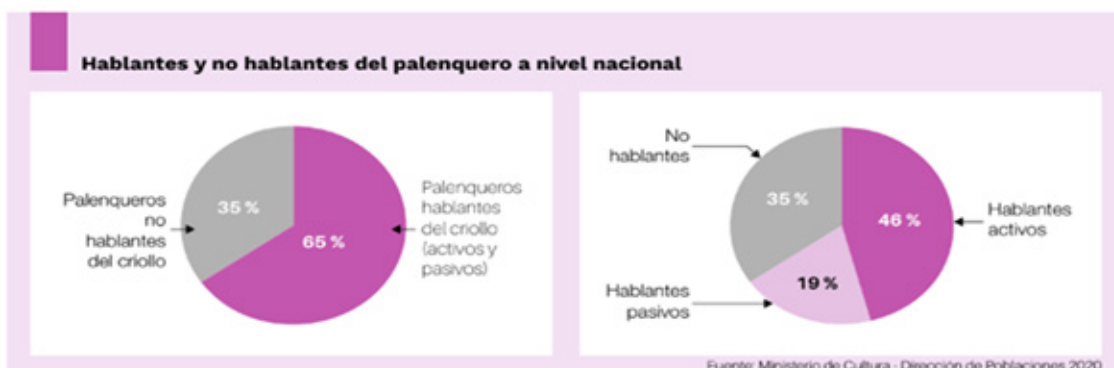 Hablantes y no hablantes del palenquero a nivel nacional
Palenqueros
no
hablantes
del criollo
35 %
65 %
Palenqueros
hablantes
del criollo
(activos y
pasivos)
No
hablantes
35 %
46 %
Hablantes
activos
19 %
Hablantes
pasivos
Fuente: Ministerio de Cultura - Dirección de Poblaciones 2020